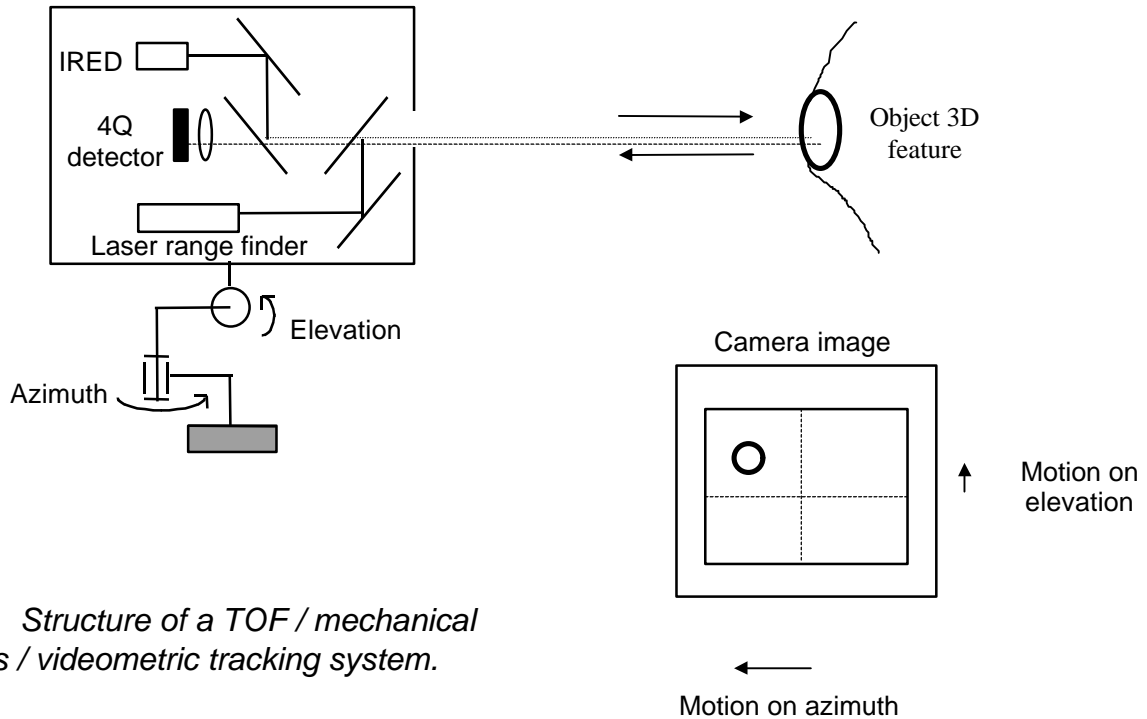 IRED
4Q
detector
Laser range finder
Elevation
Azimuth
Object 3D
feature
Camera image
Motion on
elevation
Motion on azimuth
Structure of a TOF / mechanical
s / videometric tracking system.